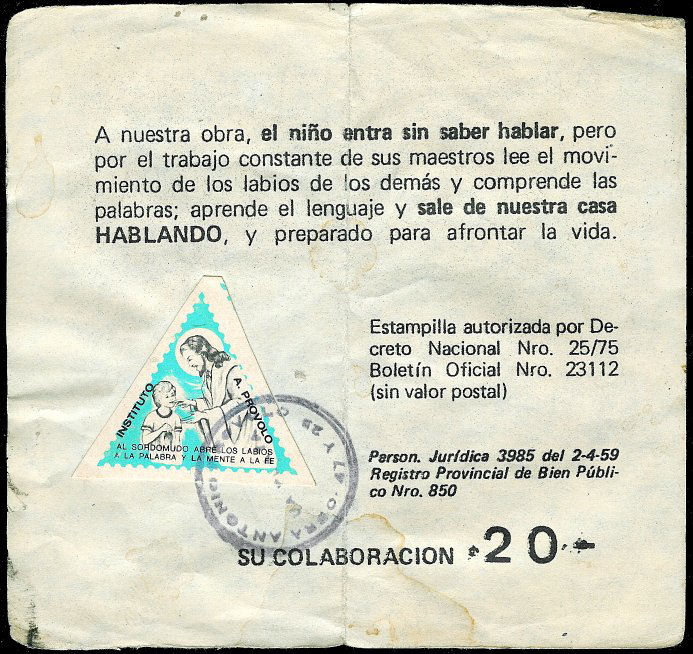 A nuestra obra, el niño entra sin saber hablar, pero
por el trabajo constante de sus maestros lee el movi-
miento de los labios de los demás y comprende las
palabras; aprende el lenguaje y sale de nuestra casa
HABLANDO, y preparado para afrontar la vida.
Estampilla autorizada por De-
creto Nacional Nro. 25/75
Boletín Oficial Nro. 23112
(sin valor postal)
INSTITUTO
A. PROVOLO
AL SORDOMUDO ABRE LOS LABIOS
A LA PALABRA Y LA MENTE A LA FE
Person. Jurídica 3985 del 2-4-59
Registro Provincial de Bien Públi-
co Nro. 850
OBRA ANTONIO
47 Y 25
SU COLABORACION 20.-